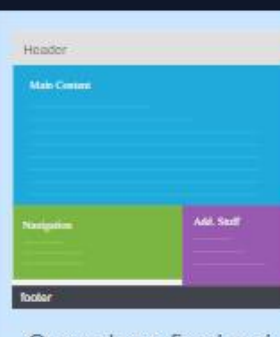 Header
Main Content
Navigation
Add. Stuff
footer